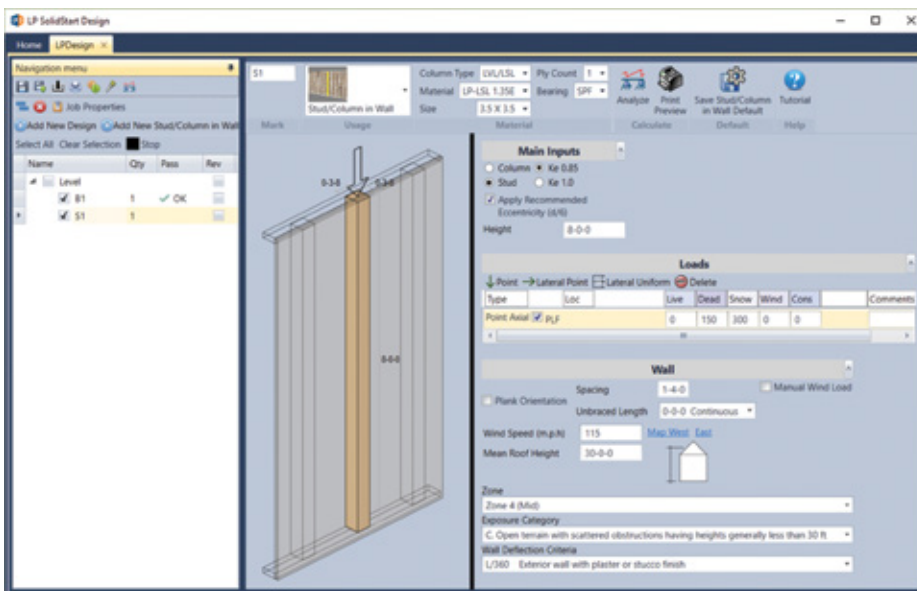 LP SolidStart Design
Home LPDesign
Navigation menu
Job Properties
Add New Design Add New Stud/Column in Wall
Select All Clear Selection Stop
Name Qty Pass Rev
Level
B1 1 OK
S1 1
S1
Stud/Column in Wall
Column Type LVL/LSL Ply Count 1
Material LP-LSL 1.35E Bearing SPF
Size 3.5 X 3.5
Analyze Print Preview Save Stud/Column in Wall Default Tutorial
Mark Usage Material Calculate Default Help
0-3-8 0-3-8
8-0-0
Main Inputs
Column Ke 0.85
Stud Ke 1.0
Apply Recommended
Eccentricity (d/6)
Height 8-0-0
Loads
Point Lateral Point Lateral Uniform Delete
Type Loc Live Dead Snow Wind Cons Comments
Point Axial PLF 0 150 300 0 0
Wall
Plank Orientation Spacing 1-4-0 Manual Wind Load
Unbraced Length 0-0-0 Continuous
Wind Speed (m.p.h) 115 Map West East
Mean Roof Height 30-0-0
Zone
Zone 4 (Mid)
Exposure Category
C. Open terrain with scattered obstructions having heights generally less than 30 ft
Wall Deflection Criteria
L/360 Exterior wall with plaster or stucco finish